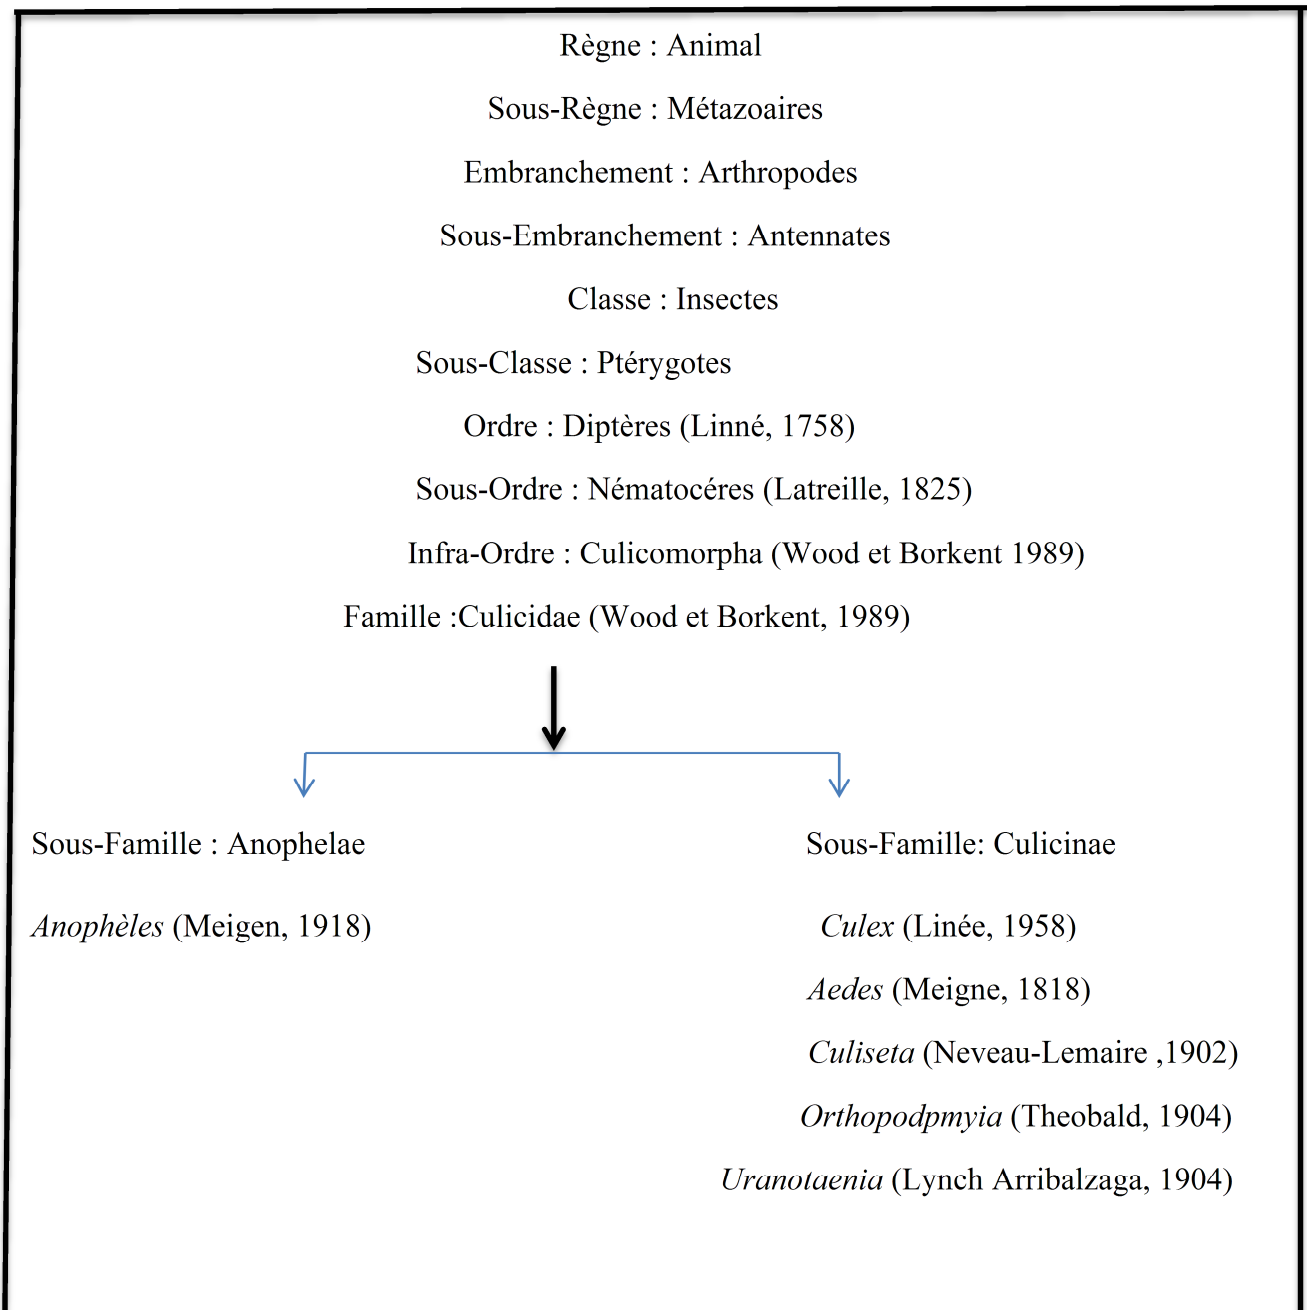 Règne : Animal
Sous-Règne : Métazoaires
Embranchement : Arthropodes
Sous-Embranchement : Antennates
Classe : Insectes
Sous-Classe : Ptérygotes
Ordre : Diptères (Linné, 1758)
Sous-Ordre : Nématocéres (Latreille, 1825)
Infra-Ordre : Culicomorpha (Wood et Borkent 1989)
Famille :Culicidae (Wood et Borkent, 1989)
Sous-Famille : Anophelae
Anophèles (Meigen, 1918)
Sous-Famille: Culicinae
Culex (Linée, 1958)
Aedes (Meigne, 1818)
Culiseta (Neveau-Lemaire ,1902)
Orthopodpmyia (Theobald, 1904)
Uranotaenia (Lynch Arribalzaga, 1904)